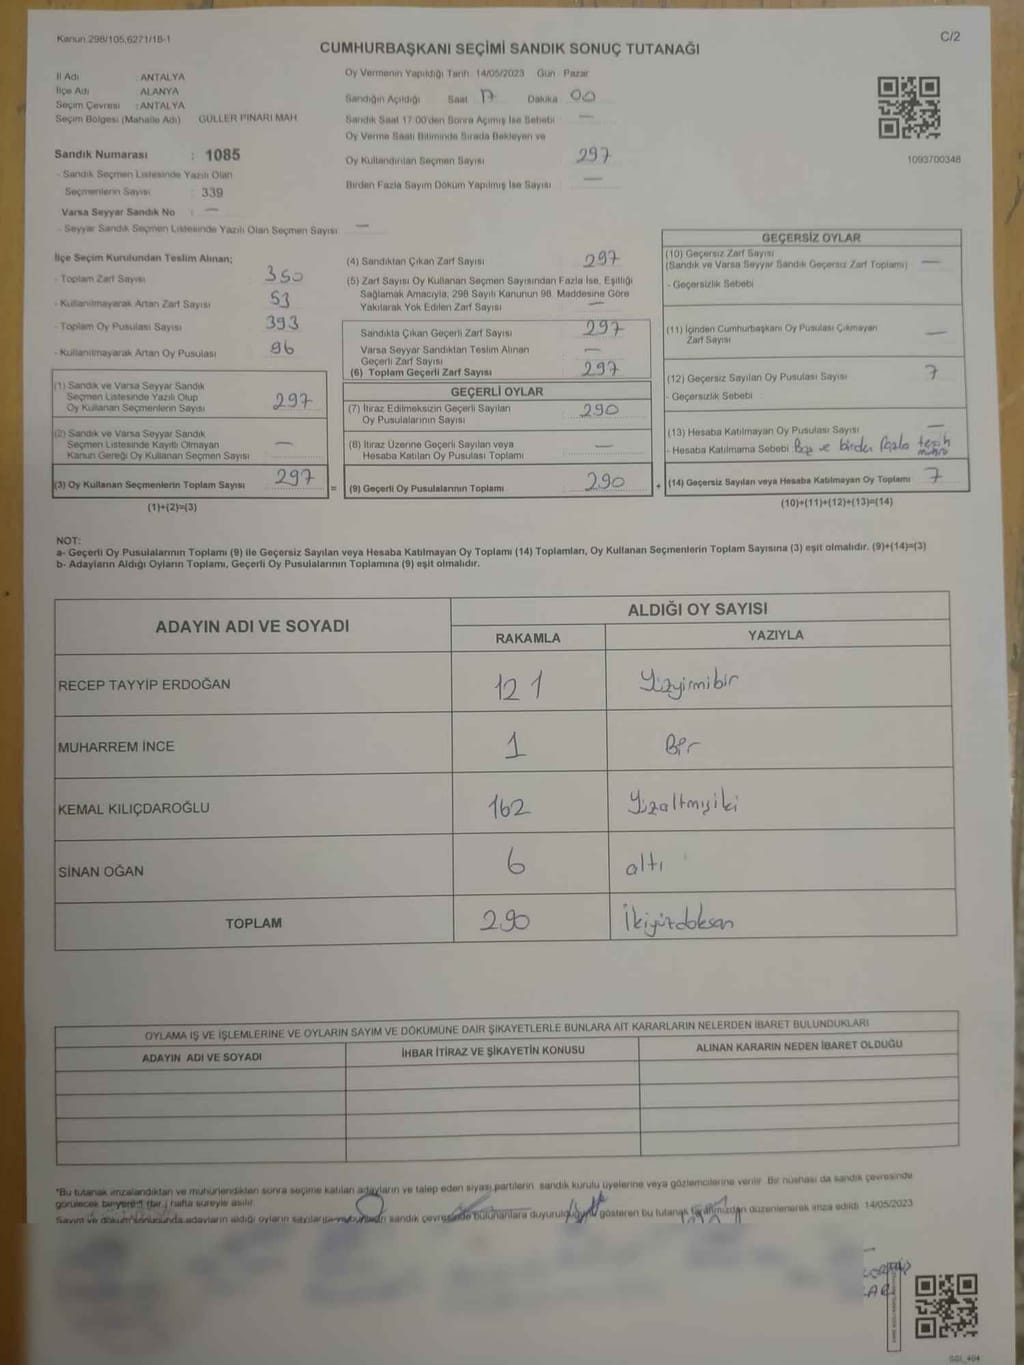 Kanun 298/105,6271/18-1
C/2
CUMHURBAŞKANI SEÇİMİ SANDIK SONUÇ TUTANAĞI
İl Adı : ANTALYA
İlçe Adı : ALANYA
Seçim Çevresi : ANTALYA
Seçim Bölgesi (Mahalle Adı) GÜLLER PINARI MAH
Sandık Numarası : 1085
- Sandık Seçmen Listesinde Yazılı Olan
Seçmenlerin Sayısı : 339
Varsa Seyyar Sandık No : —
- Seyyar Sandık Seçmen Listesinde Yazılı Olan Seçmen Sayısı —
Oy Vermenin Yapıldığı Tarih 14/05/2023 Gün Pazar
Sandığın Açıldığı Saat 17 Dakika 00
Sandık Saat 17:00'den Sonra Açılmış İse Sebebi —
Oy Verme Saati Bitiminde Sırada Bekleyen ve
Oy Kullandırılan Seçmen Sayısı 297
Birden Fazla Sayım Döküm Yapılmış İse Sayısı —
1093700348
İlçe Seçim Kurulundan Teslim Alınan;
- Toplam Zarf Sayısı 350
- Kullanılmayarak Artan Zarf Sayısı 53
- Toplam Oy Pusulası Sayısı 393
- Kullanılmayarak Artan Oy Pusulası 96
(1) Sandık ve Varsa Seyyar Sandık
Seçmen Listesinde Yazılı Olup
Oy Kullanan Seçmenlerin Sayısı 297
(2) Sandık ve Varsa Seyyar Sandık
Seçmen Listesinde Kayıtlı Olmayan
Kanun Gereği Oy Kullanan Seçmen Sayısı —
(3) Oy Kullanan Seçmenlerin Toplam Sayısı 297
(1)+(2)=(3)
(4) Sandıktan Çıkan Zarf Sayısı 297
(5) Zarf Sayısı Oy Kullanan Seçmen Sayısından Fazla İse, Eşitliği
Sağlamak Amacıyla, 298 Sayılı Kanunun 98. Maddesine Göre
Yakılarak Yok Edilen Zarf Sayısı —
Sandıkta Çıkan Geçerli Zarf Sayısı 297
Varsa Seyyar Sandıktan Teslim Alınan
Geçerli Zarf Sayısı —
(6) Toplam Geçerli Zarf Sayısı 297
GEÇERLİ OYLAR
(7) İtiraz Edilmeksizin Geçerli Sayılan
Oy Pusulalarının Sayısı 290
(8) İtiraz Üzerine Geçerli Sayılan veya
Hesaba Katılan Oy Pusulası Toplamı —
= (9) Geçerli Oy Pusulalarının Toplamı 290
GEÇERSİZ OYLAR
(10) Geçersiz Zarf Sayısı
(Sandık ve Varsa Seyyar Sandık Geçersiz Zarf Toplamı) —
- Geçersizlik Sebebi
(11) İçinden Cumhurbaşkanı Oy Pusulası Çıkmayan
Zarf Sayısı —
(12) Geçersiz Sayılan Oy Pusulası Sayısı 7
- Geçersizlik Sebebi
(13) Hesaba Katılmayan Oy Pusulası Sayısı —
- Hesaba Katılmama Sebebi Boş ve birden fazla tercih mührü
+ (14) Geçersiz Sayılan veya Hesaba Katılmayan Oy Toplamı 7
(10)+(11)+(12)+(13)=(14)
NOT:
a- Geçerli Oy Pusulalarının Toplamı (9) ile Geçersiz Sayılan veya Hesaba Katılmayan Oy Toplamı (14) Toplamları, Oy Kullanan Seçmenlerin Toplam Sayısına (3) eşit olmalıdır. (9)+(14)=(3)
b- Adayların Aldığı Oyların Toplamı, Geçerli Oy Pusulalarının Toplamına (9) eşit olmalıdır.
ADAYIN ADI VE SOYADI
ALDIĞI OY SAYISI
RAKAMLA YAZIYLA
RECEP TAYYİP ERDOĞAN 121 Yüzyirmibir
MUHARREM İNCE 1 Bir
KEMAL KILIÇDAROĞLU 162 Yüzaltmışiki
SİNAN OĞAN 6 altı
TOPLAM 290 İkiyüzdoksan
OYLAMA İŞ VE İŞLEMLERİNE VE OYLARIN SAYIM VE DÖKÜMÜNE DAİR ŞİKAYETLERLE BUNLARA AİT KARARLARIN NELERDEN İBARET BULUNDUKLARI
ADAYIN ADI VE SOYADI İHBAR İTİRAZ VE ŞİKAYETİN KONUSU ALINAN KARARIN NEDEN İBARET OLDUĞU
*Bu tutanak imzalandıktan ve mühürlendikten sonra seçime katılan adayların ve talep eden siyasi partilerin sandık kurulu üyelerine veya gözlemcilerine verilir. Bir nüshası da sandık çevresinde
görülecek bir yere 1 (bir) hafta süreyle asılır.
Sayım ve döküm sonucunda adayların aldığı oyların sayılarını sandık çevresinde bulunanlara duyurulduğunu gösteren bu tutanak tarafımızdan düzenlenerek imza edildi. 14/05/2023